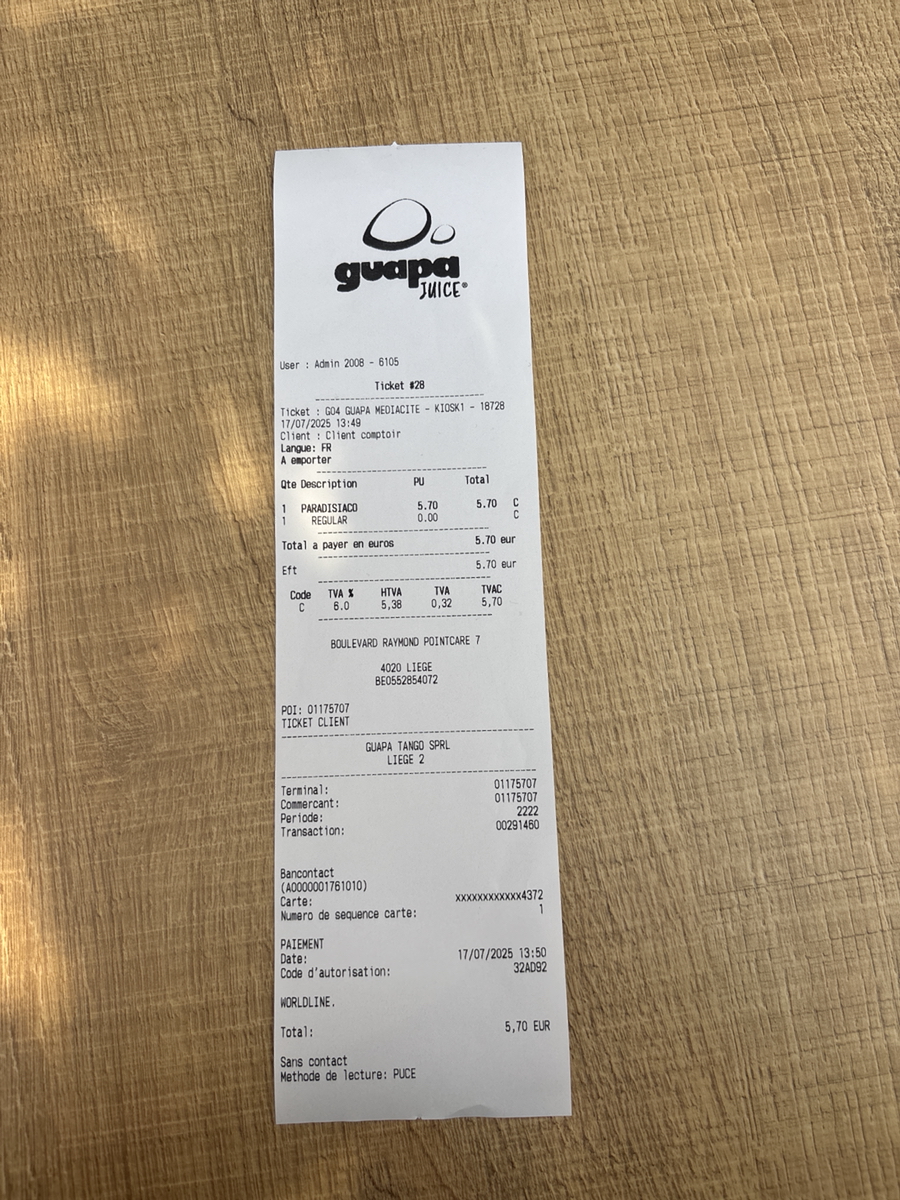 guapa
JUICE®
User : Admin 2008 - 6105
Ticket #28
Ticket : G04 GUAPA MEDIACITE - KIOSK1 - 18728
17/07/2025 13:49
Client : Client comptoir
Langue: FR
A emporter
Qte Description PU Total
1 PARADISIACO 5.70 5.70 C
1 REGULAR 0.00 C
Total a payer en euros 5.70 eur
Eft 5.70 eur
Code TVA % HTVA TVA TVAC
C 6.0 5,38 0,32 5,70
BOULEVARD RAYMOND POINTCARE 7
4020 LIEGE
BE0552854072
POI: 01175707
TICKET CLIENT
GUAPA TANGO SPRL
LIEGE 2
Terminal: 01175707
Commercant: 01175707
Periode: 2222
Transaction: 00291460
Bancontact
(A0000001761010)
Carte: xxxxxxxxxxxx4372
Numero de sequence carte: 1
PAIEMENT
Date: 17/07/2025 13:50
Code d'autorisation: 32AD92
WORLDLINE.
Total: 5,70 EUR
Sans contact
Methode de lecture: PUCE